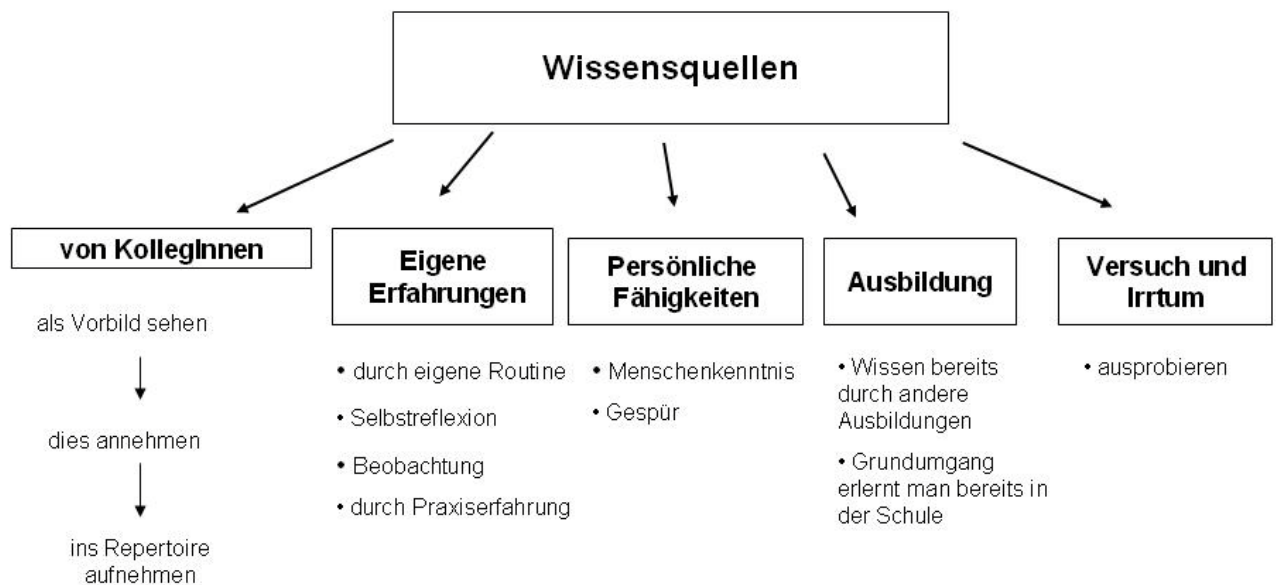 Wissensquellen
von KollegInnen
als Vorbild sehen
dies annehmen
ins Repertoire
aufnehmen
Eigene
Erfahrungen
• durch eigene Routine
• Selbstreflexion
• Beobachtung
• durch Praxiserfahrung
Persönliche
Fähigkeiten
• Menschenkenntnis
• Gespür
Ausbildung
• Wissen bereits
durch andere
Ausbildungen
• Grundumgang
erlernt man bereits in
der Schule
Versuch und
Irrtum
• ausprobieren